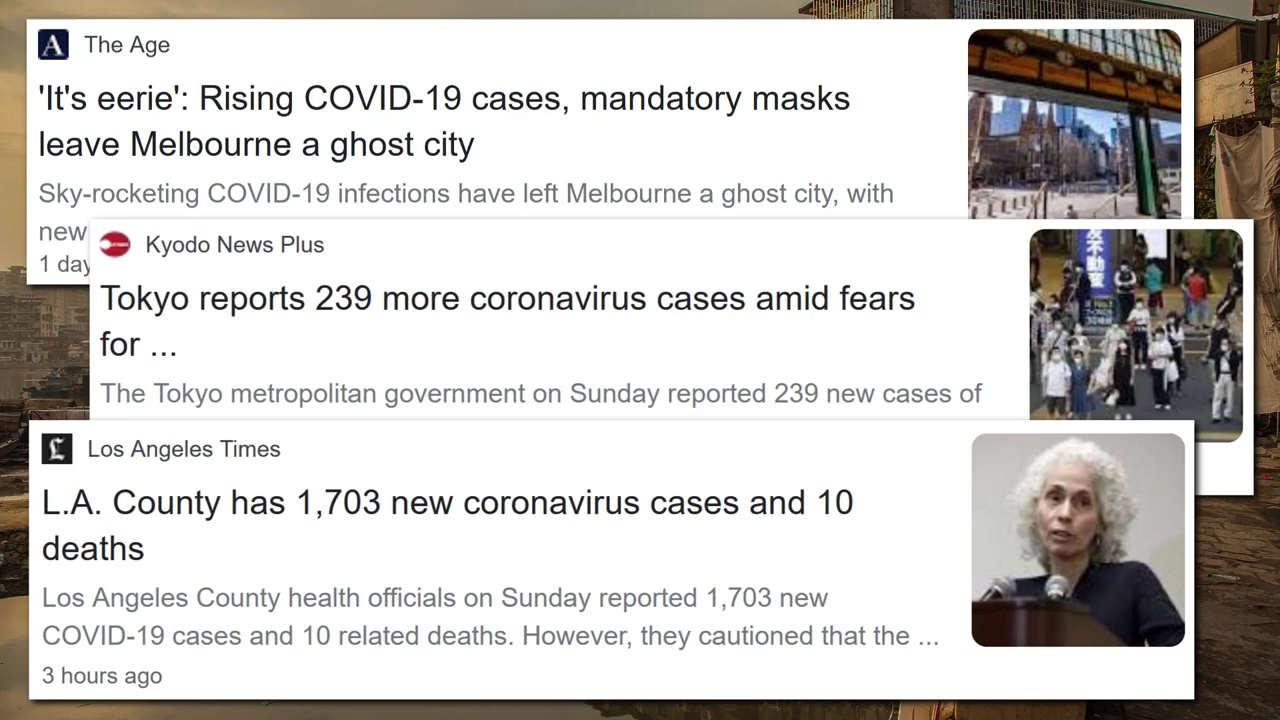 The Age
'It's eerie': Rising COVID-19 cases, mandatory masks
leave Melbourne a ghost city
Sky-rocketing COVID-19 infections have left Melbourne a ghost city, with
new
1 day
Kyodo News Plus
Tokyo reports 239 more coronavirus cases amid fears
for ...
The Tokyo metropolitan government on Sunday reported 239 new cases of
不動産
Los Angeles Times
L.A. County has 1,703 new coronavirus cases and 10
deaths
Los Angeles County health officials on Sunday reported 1,703 new
COVID-19 cases and 10 related deaths. However, they cautioned that the ...
3 hours ago